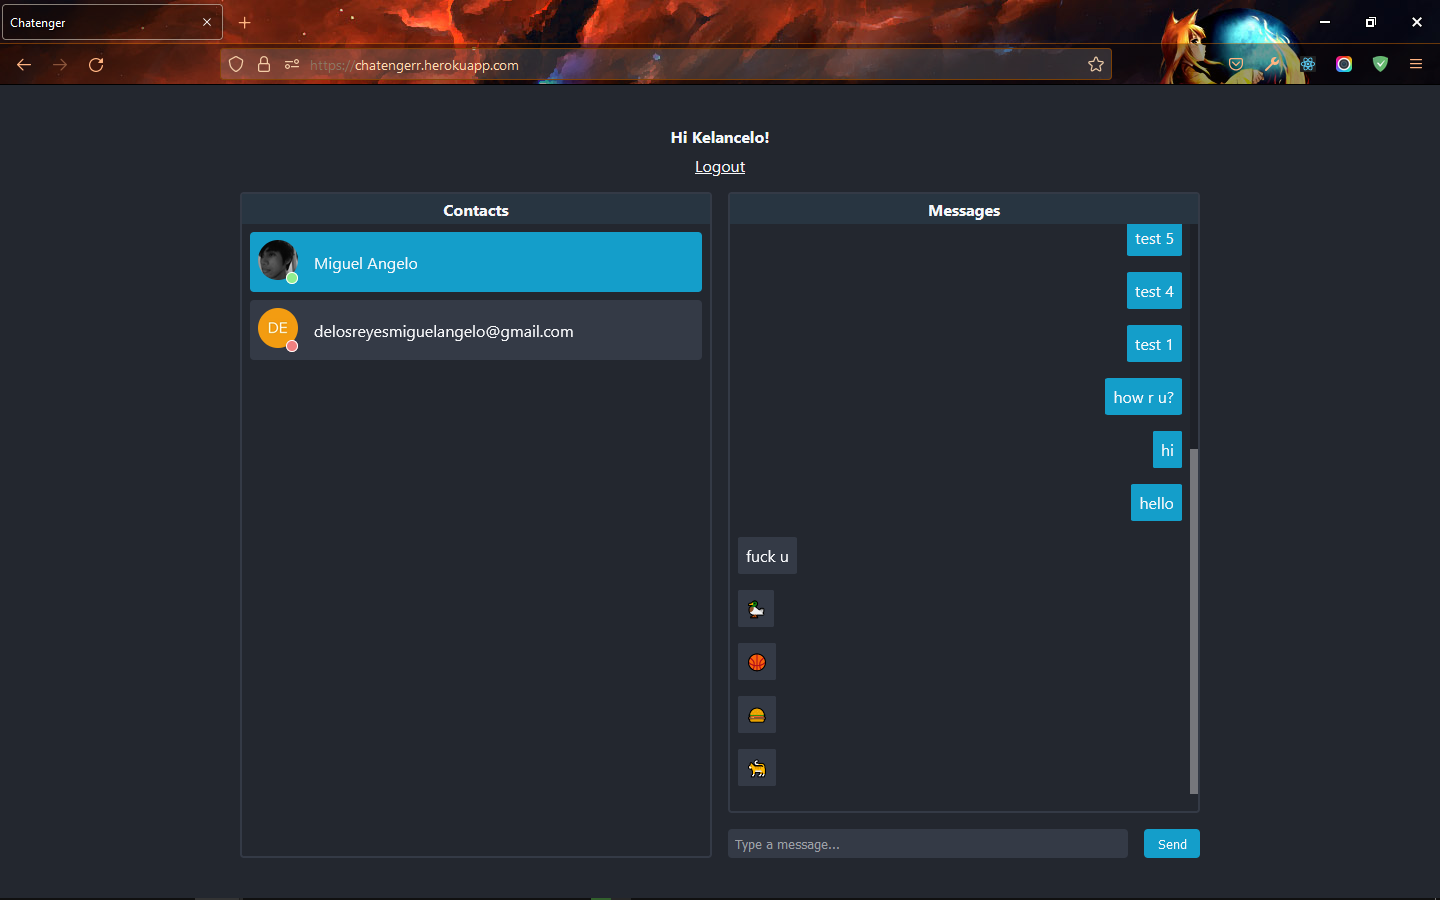 Chatenger
https://chatengerr.herokuapp.com
Hi Kelancelo!
Logout
Contacts
Miguel Angelo
DE
delosreyesmiguelangelo@gmail.com
Messages
test 5
test 4
test 1
how r u?
hi
hello
fuck u
Type a message...
Send